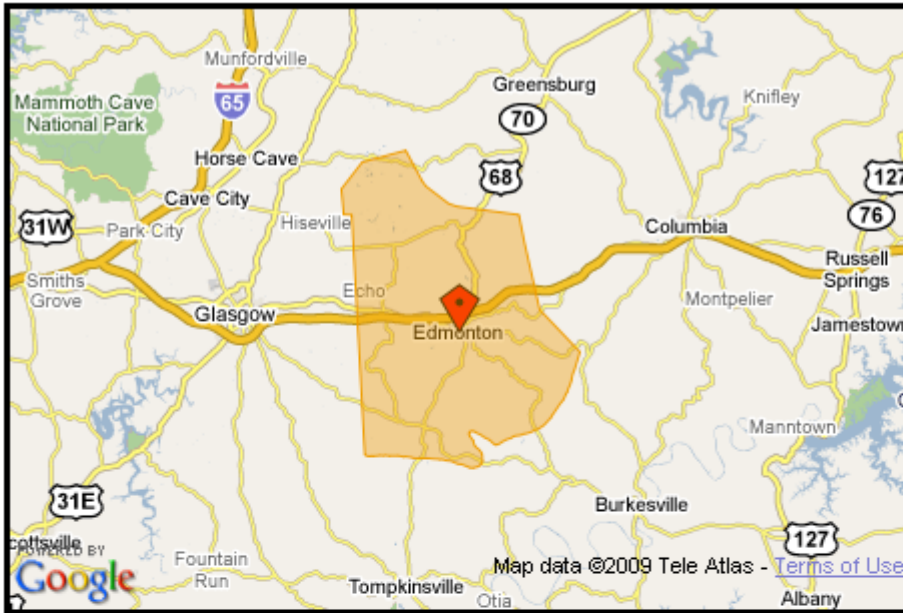 Munfordville
Greensburg
65
Mammoth Cave
National Park
Knifley
70
Horse Cave
68
127
Cave City
76
31W
Park City
Hiseville
Columbia
Russell
Springs
Smiths
Grove
Echo
Glasgow
Montpelier
Edmonton
Jamestown
Manntown
31E
Burkesville
127
cottsville
POWERED BY
Google
Fountain
Run
Map data ©2009 Tele Atlas - Terms of Use
Tompkinsville
Otia
Albany